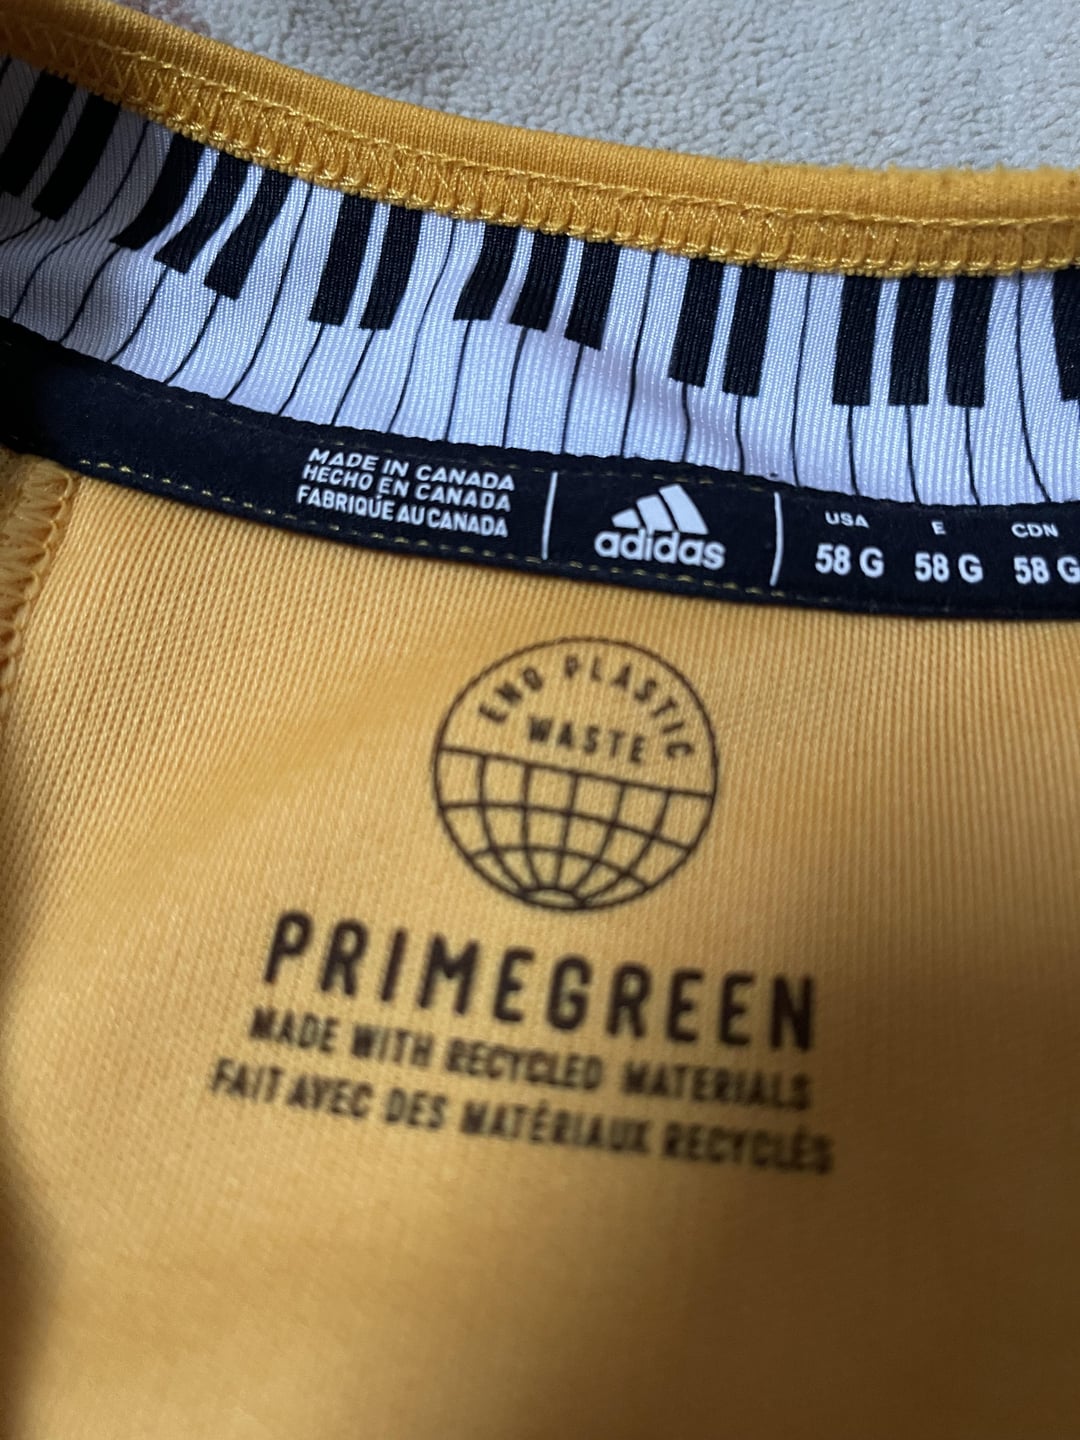 MADE IN CANADA
HECHO EN CANADA
FABRIQUÉ AU CANADA
adidas
USA E CDN
58 G 58 G 58 G
END PLASTIC
WASTE
PRIMEGREEN
MADE WITH RECYCLED MATERIALS
FAIT AVEC DES MATÉRIAUX RECYCLÉS